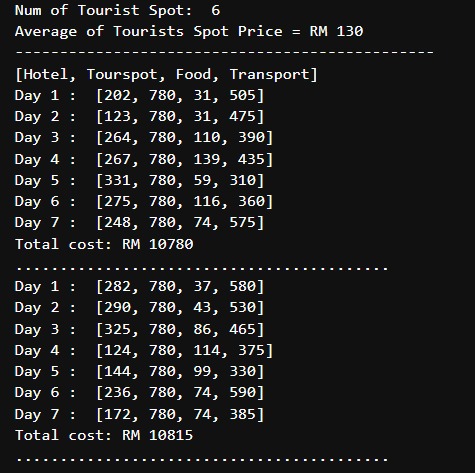 Num of Tourist Spot:  6
Average of Tourists Spot Price = RM 130
-----------------------------------------------
[Hotel, Tourspot, Food, Transport]
Day 1 :  [202, 780, 31, 505]
Day 2 :  [123, 780, 31, 475]
Day 3 :  [264, 780, 110, 390]
Day 4 :  [267, 780, 139, 435]
Day 5 :  [331, 780, 59, 310]
Day 6 :  [275, 780, 116, 360]
Day 7 :  [248, 780, 74, 575]
Total cost: RM 10780
..........................................
Day 1 :  [282, 780, 37, 580]
Day 2 :  [290, 780, 43, 530]
Day 3 :  [325, 780, 86, 465]
Day 4 :  [124, 780, 114, 375]
Day 5 :  [144, 780, 99, 330]
Day 6 :  [236, 780, 74, 590]
Day 7 :  [172, 780, 74, 385]
Total cost: RM 10815
..........................................